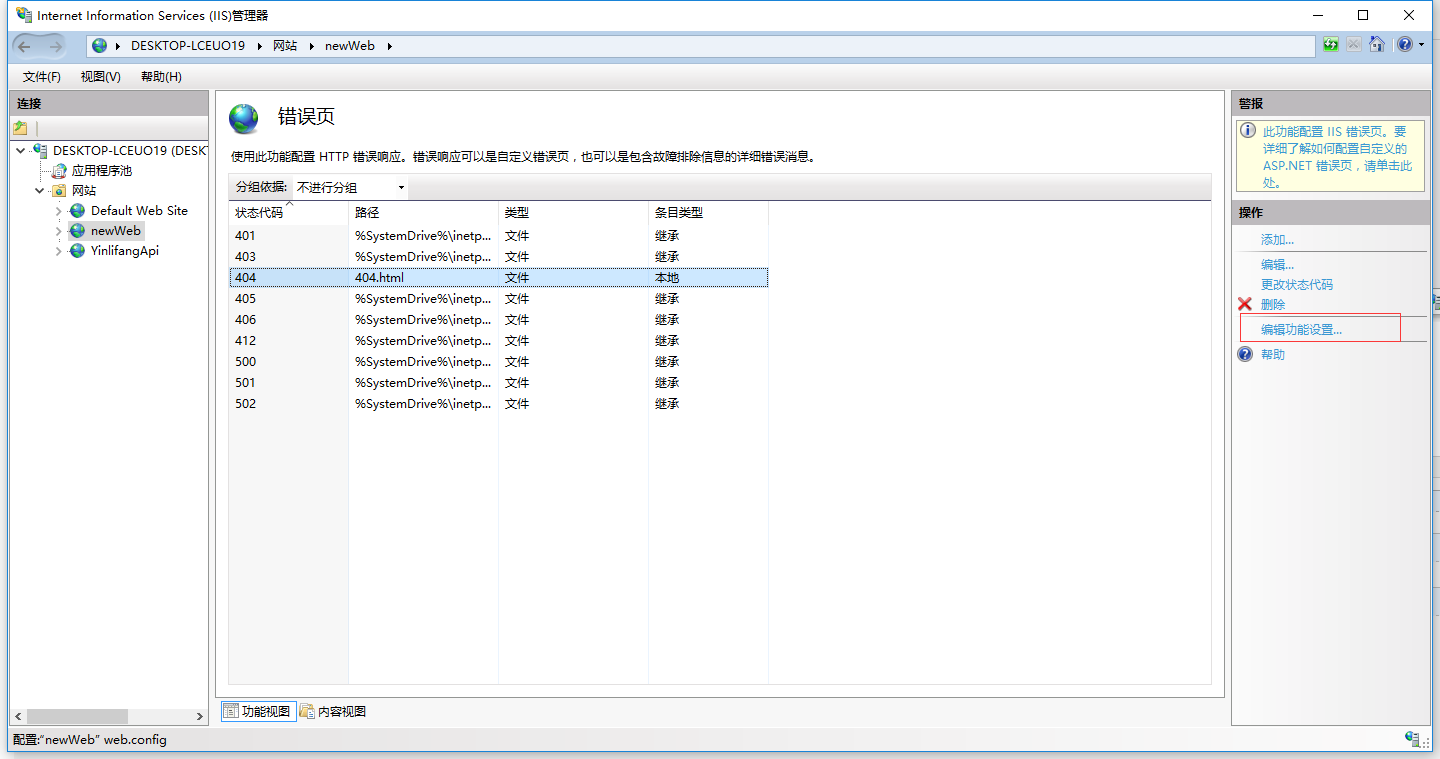 Internet Information Services (IIS)管理器
DESKTOP-LCEUO19 网站 newWeb
文件(F) 视图(V) 帮助(H)
连接
DESKTOP-LCEUO19 (DESK
应用程序池
网站
Default Web Site
newWeb
YinlifangApi
错误页
使用此功能配置 HTTP 错误响应。错误响应可以是自定义错误页，也可以是包含故障排除信息的详细错误消息。
分组依据: 不进行分组
状态代码 路径 类型 条目类型
401 %SystemDrive%\inetp... 文件 继承
403 %SystemDrive%\inetp... 文件 继承
404 404.html 文件 本地
405 %SystemDrive%\inetp... 文件 继承
406 %SystemDrive%\inetp... 文件 继承
412 %SystemDrive%\inetp... 文件 继承
500 %SystemDrive%\inetp... 文件 继承
501 %SystemDrive%\inetp... 文件 继承
502 %SystemDrive%\inetp... 文件 继承
功能视图 内容视图
警报
此功能配置 IIS 错误页。要
详细了解如何配置自定义的
ASP.NET 错误页，请单击此
处。
操作
添加...
编辑...
更改状态代码
删除
编辑功能设置...
帮助
配置:"newWeb" web.config